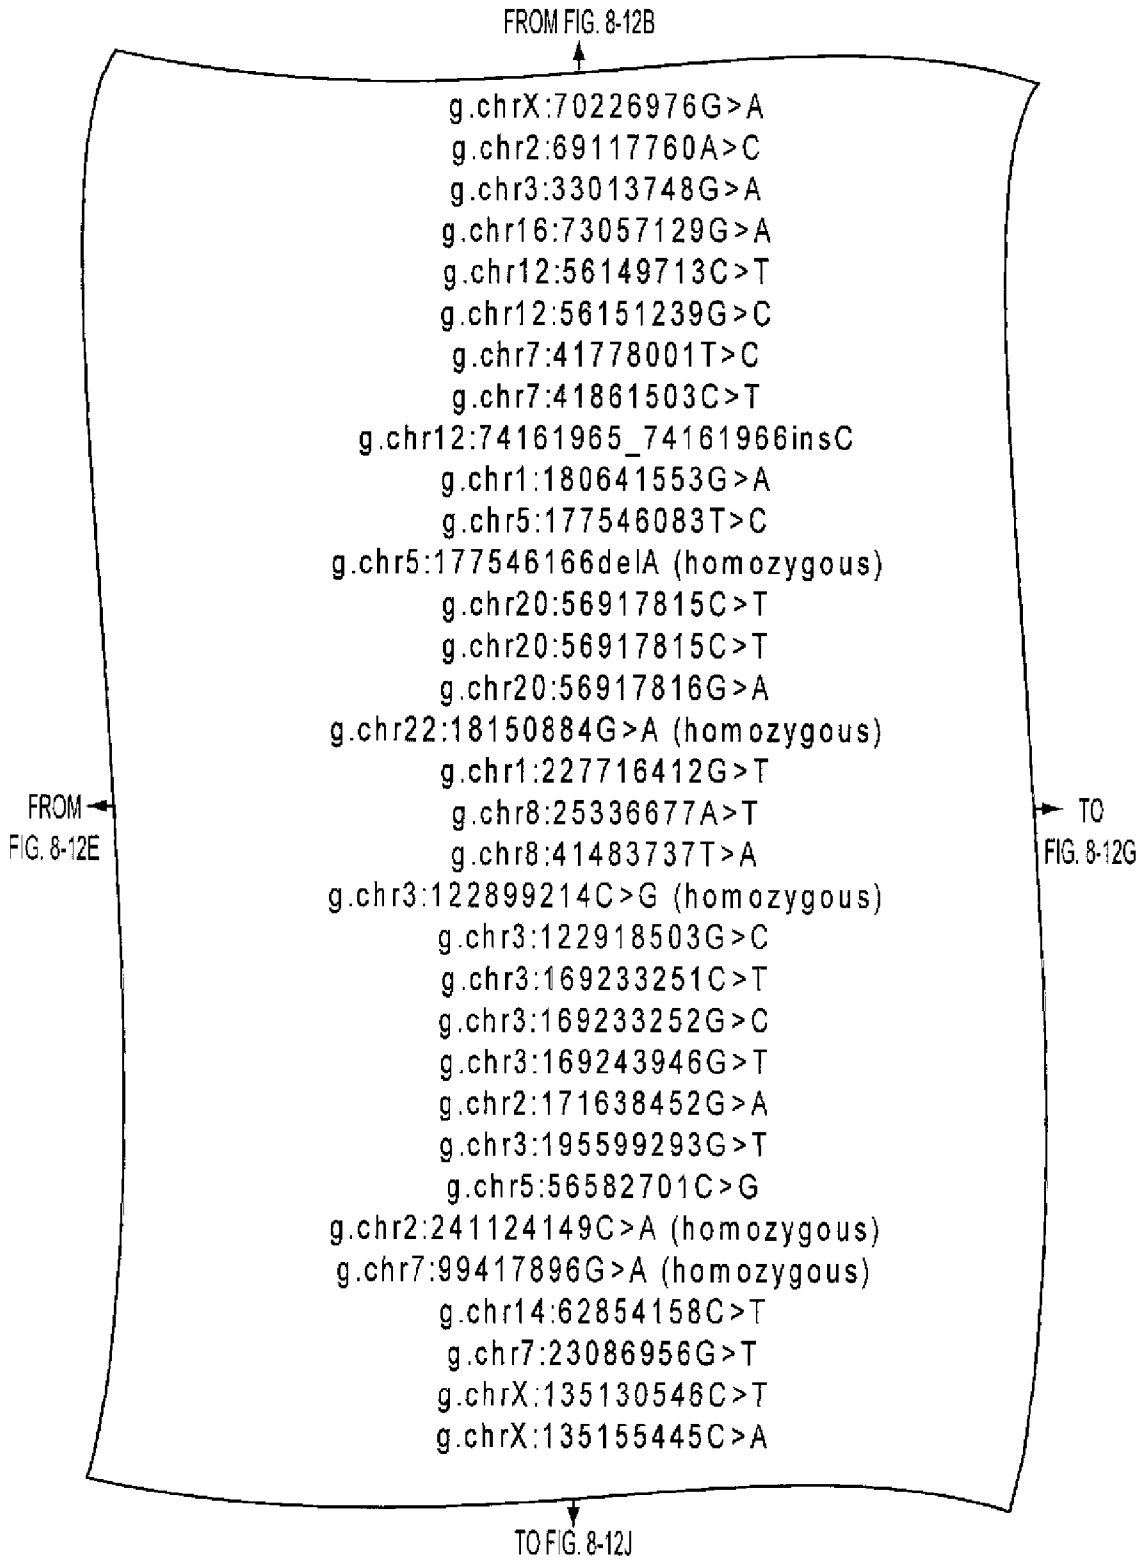 FROM FIG. 8-12B
g.chrX:70226976G>A
g.chr2:69117760A>C
g.chr3:33013748G>A
g.chr16:73057129G>A
g.chr12:56149713C>T
g.chr12:56151239G>C
g.chr7:41778001T>C
g.chr7:41861503C>T
g.chr12:74161965_74161966insC
g.chr1:180641553G>A
g.chr5:177546083T>C
g.chr5:177546166delA (homozygous)
g.chr20:56917815C>T
g.chr20:56917815C>T
g.chr20:56917816G>A
g.chr22:18150884G>A (homozygous)
g.chr1:227716412G>T
FROM
FIG. 8-12E
g.chr8:25336677A>T
g.chr8:41483737T>A
TO
FIG. 8-12G
g.chr3:122899214C>G (homozygous)
g.chr3:122918503G>C
g.chr3:169233251C>T
g.chr3:169233252G>C
g.chr3:169243946G>T
g.chr2:171638452G>A
g.chr3:195599293G>T
g.chr5:56582701C>G
g.chr2:241124149C>A (homozygous)
g.chr7:99417896G>A (homozygous)
g.chr14:62854158C>T
g.chr7:23086956G>T
g.chrX:135130546C>T
g.chrX:135155445C>A
TO FIG. 8-12J